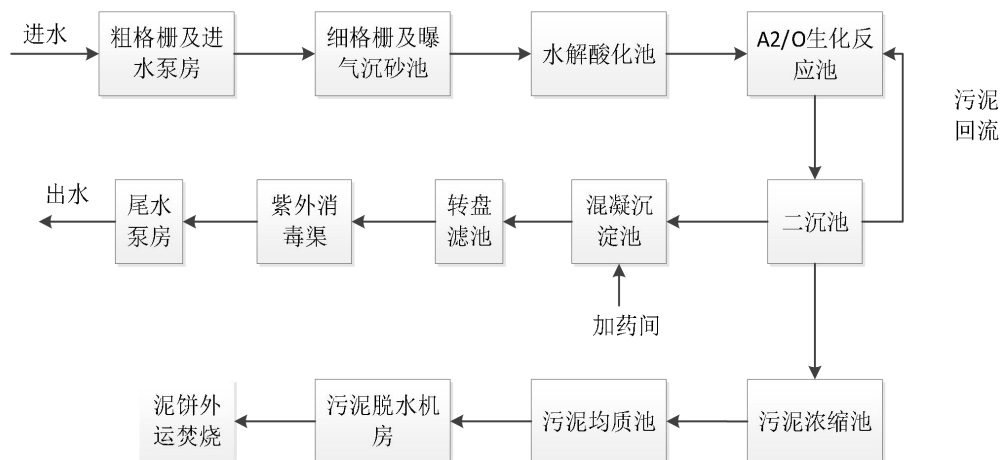 进水
粗格栅及进
水泵房
细格栅及曝
气沉砂池
水解酸化池
A2/O生化反
应池
污泥
回流
出水
尾水
泵房
紫外消
毒渠
转盘
滤池
混凝沉
淀池
二沉池
加药间
泥饼外
运焚烧
污泥脱水机
房
污泥均质池
污泥浓缩池